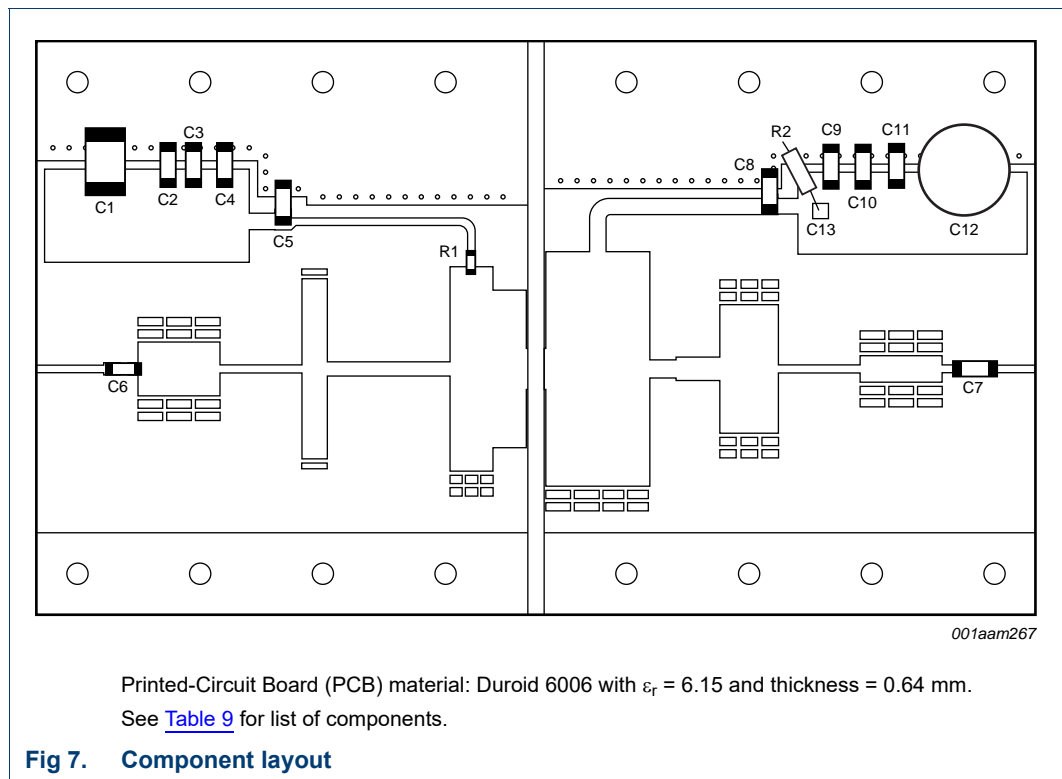 C3
C1
C2
C4
C5
R1
C6
R2
C9
C11
C8
C10
C13
C12
C7
001aam267
Printed-Circuit Board (PCB) material: Duroid 6006 with εr = 6.15 and thickness = 0.64 mm.
See Table 9 for list of components.
Fig 7. Component layout